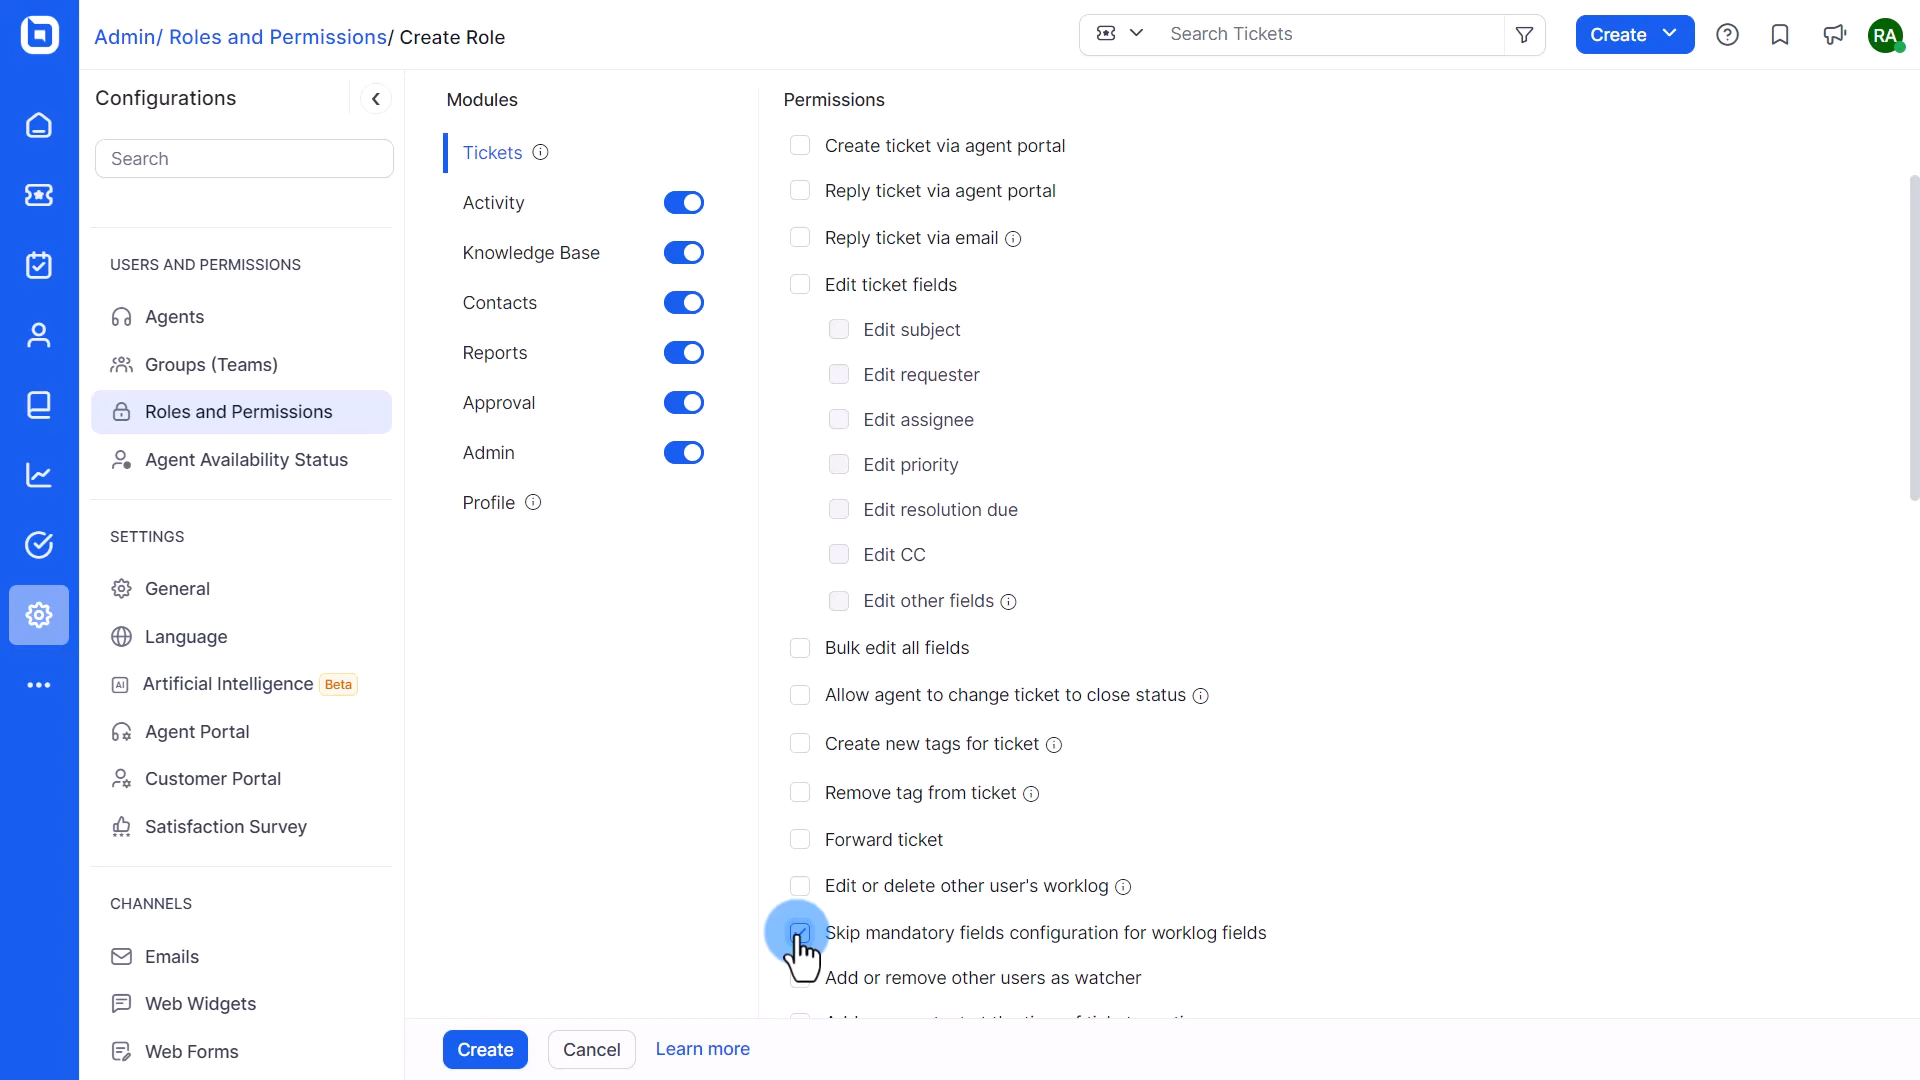 Admin/ Roles and Permissions/ Create Role
Search Tickets
Create
RA
Configurations
Search
USERS AND PERMISSIONS
Agents
Groups (Teams)
Roles and Permissions
Agent Availability Status
SETTINGS
General
Language
AI Artificial Intelligence Beta
Agent Portal
Customer Portal
Satisfaction Survey
CHANNELS
Emails
Web Widgets
Web Forms
Modules
Tickets
Activity
Knowledge Base
Contacts
Reports
Approval
Admin
Profile
Permissions
Create ticket via agent portal
Reply ticket via agent portal
Reply ticket via email
Edit ticket fields
Edit subject
Edit requester
Edit assignee
Edit priority
Edit resolution due
Edit CC
Edit other fields
Bulk edit all fields
Allow agent to change ticket to close status
Create new tags for ticket
Remove tag from ticket
Forward ticket
Edit or delete other user's worklog
Skip mandatory fields configuration for worklog fields
Add or remove other users as watcher
Create
Cancel
Learn more